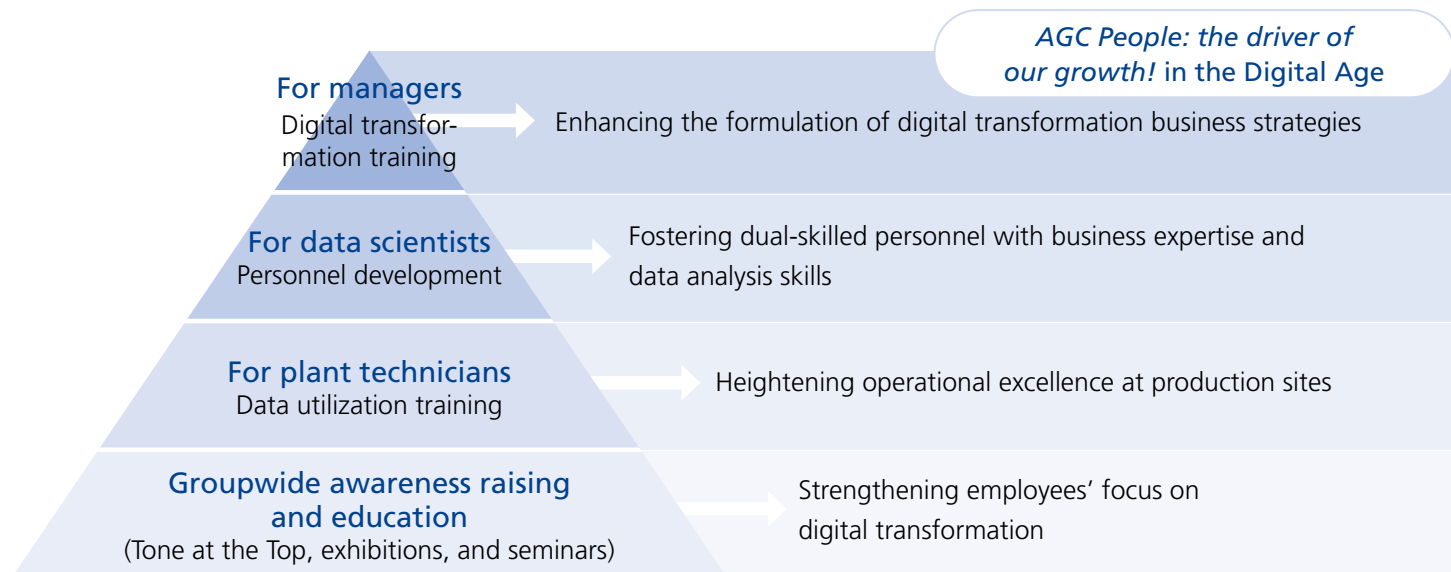 AGC People: the driver of
our growth! in the Digital Age
For managers
Digital transfor-
mation training
Enhancing the formulation of digital transformation business strategies
For data scientists
Personnel development
Fostering dual-skilled personnel with business expertise and
data analysis skills
For plant technicians
Data utilization training
Heightening operational excellence at production sites
Groupwide awareness raising
and education
(Tone at the Top, exhibitions, and seminars)
Strengthening employees’ focus on
digital transformation